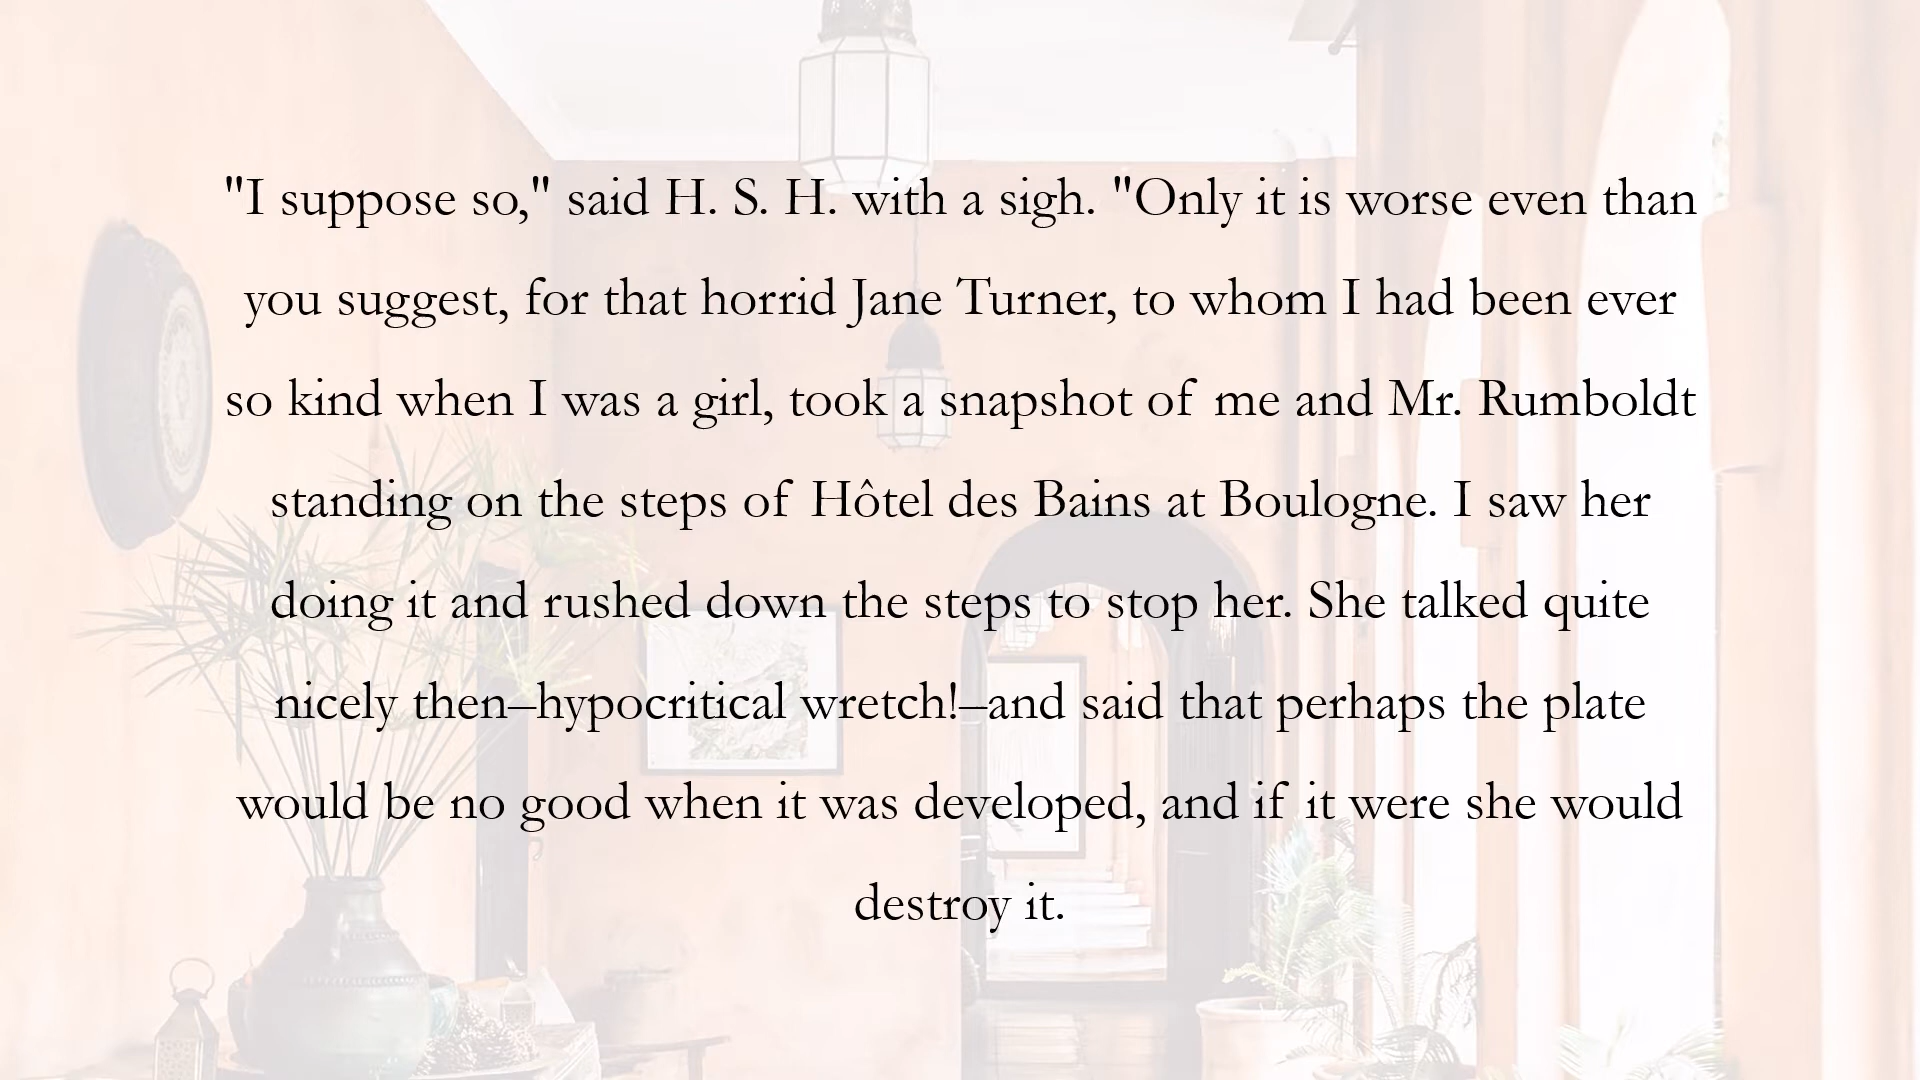 "I suppose so," said H. S. H. with a sigh. "Only it is worse even than
you suggest, for that horrid Jane Turner, to whom I had been ever
so kind when I was a girl, took a snapshot of me and Mr. Rumboldt
standing on the steps of Hôtel des Bains at Boulogne. I saw her
doing it and rushed down the steps to stop her. She talked quite
nicely then–hypocritical wretch!–and said that perhaps the plate
would be no good when it was developed, and if it were she would
destroy it.